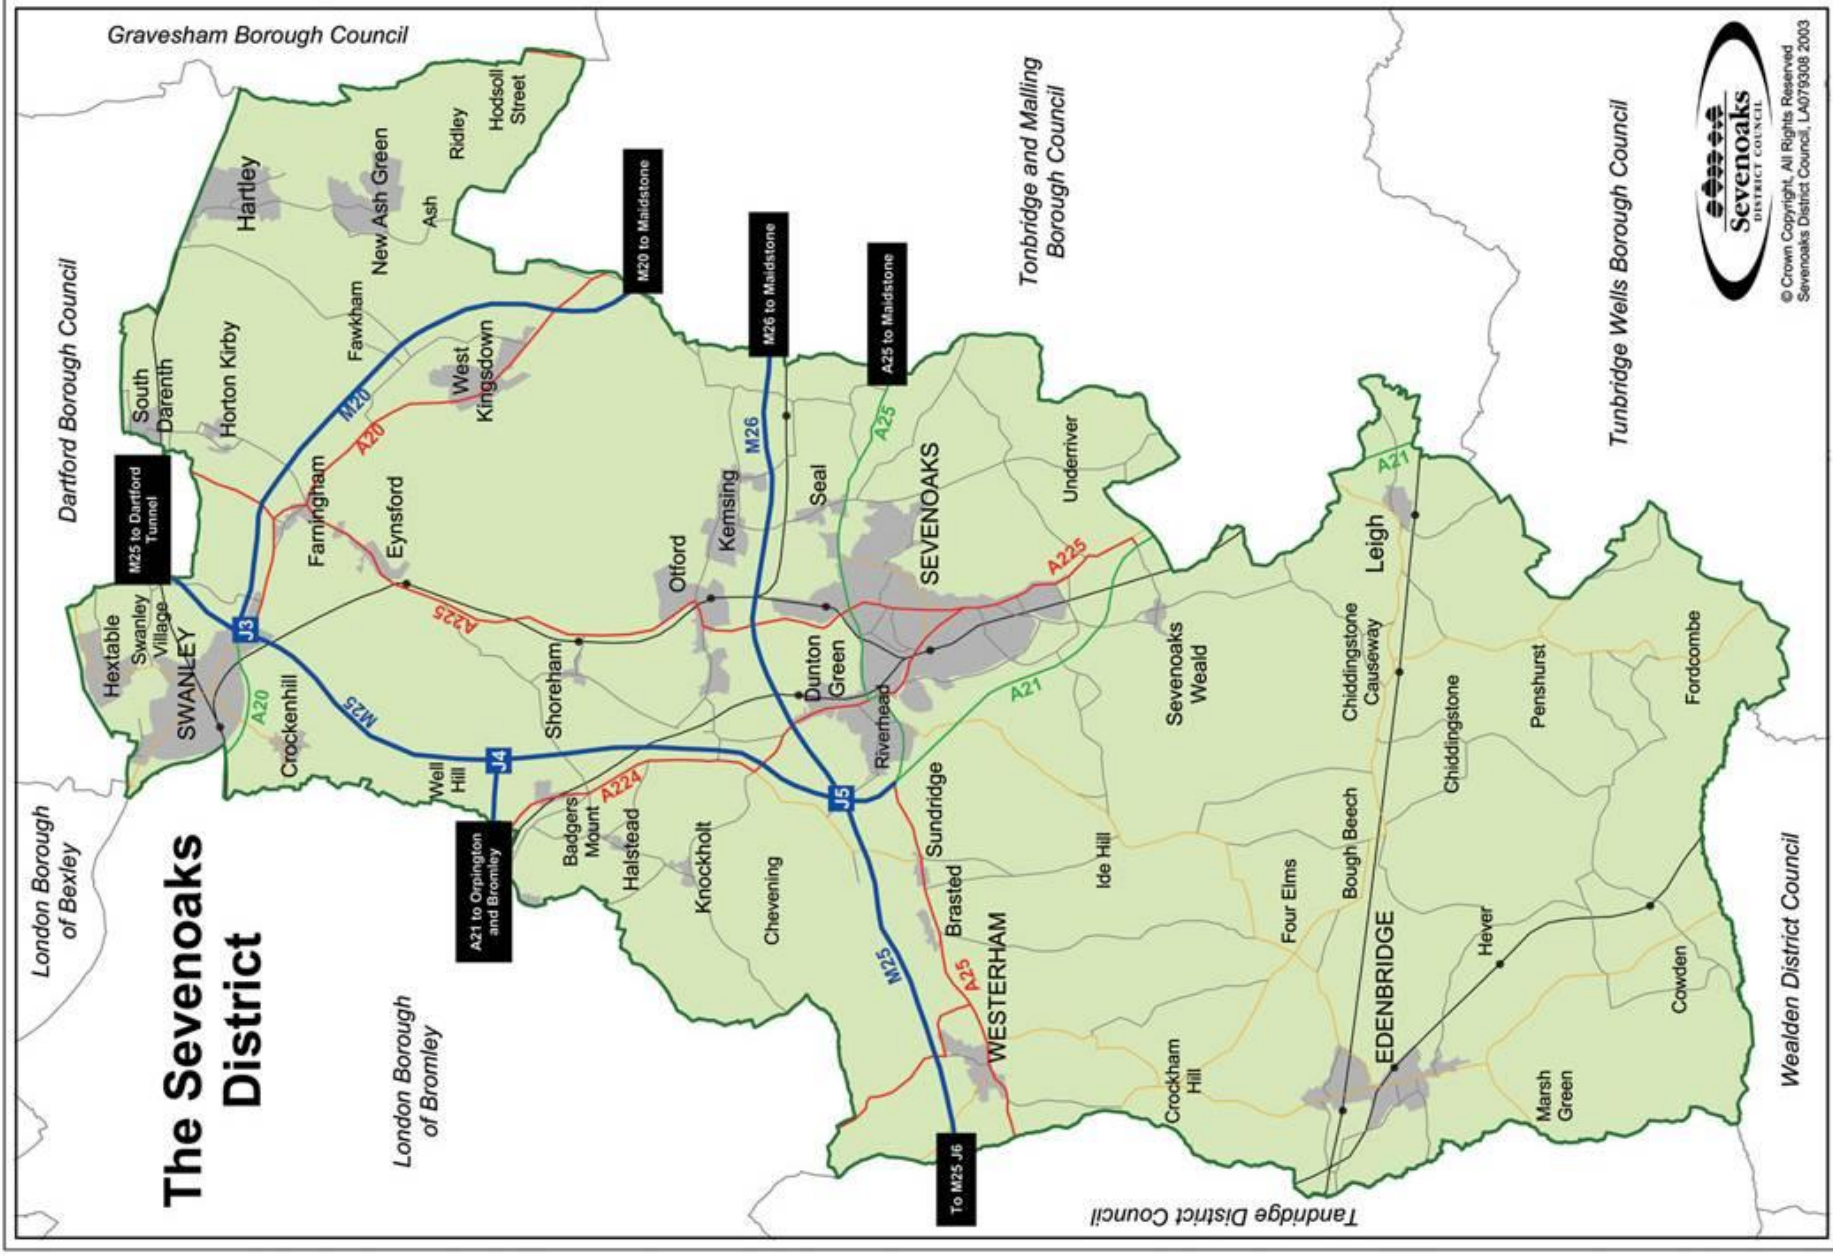 The Sevenoaks
District
London Borough
of Bexley
Dartford Borough Council
Gravesham Borough Council
London Borough
of Bromley
Tonbridge and Malling
Borough Council
Tunbridge Wells Borough Council
Wealden District Council
Tandridge District Council
M25 to Dartford
Tunnel
A21 to Orpington
and Bromley
M20 to Maidstone
M26 to Maidstone
A25 to Maidstone
To M25 J6
Hextable
Swanley
Village
SWANLEY
J3
A20
Crockenhill
M25
South
Darenth
Horton Kirby
Hartley
Fawkham
New Ash Green
Ash
Ridley
Hodsoll
Street
M20
A20
Farningham
Eynsford
West
Kingsdown
A225
Well
Hill
J4
Shoreham
Badgers
Mount
A224
Halstead
Knockholt
Chevening
Otford
Kemsing
M26
Seal
A25
Dunton
Green
Riverhead
SEVENOAKS
J5
M25
Sundridge
Brasted
A25
WESTERHAM
A21
A225
Underriver
Ide Hill
Sevenoaks
Weald
Crockham
Hill
Four Elms
Bough Beech
Chiddingstone
Causeway
Leigh
A21
EDENBRIDGE
Chiddingstone
Hever
Penshurst
Marsh
Green
Cowden
Fordcombe
Sevenoaks
DISTRICT COUNCIL
© Crown Copyright, All Rights Reserved
Sevenoaks District Council, LA079308 2003